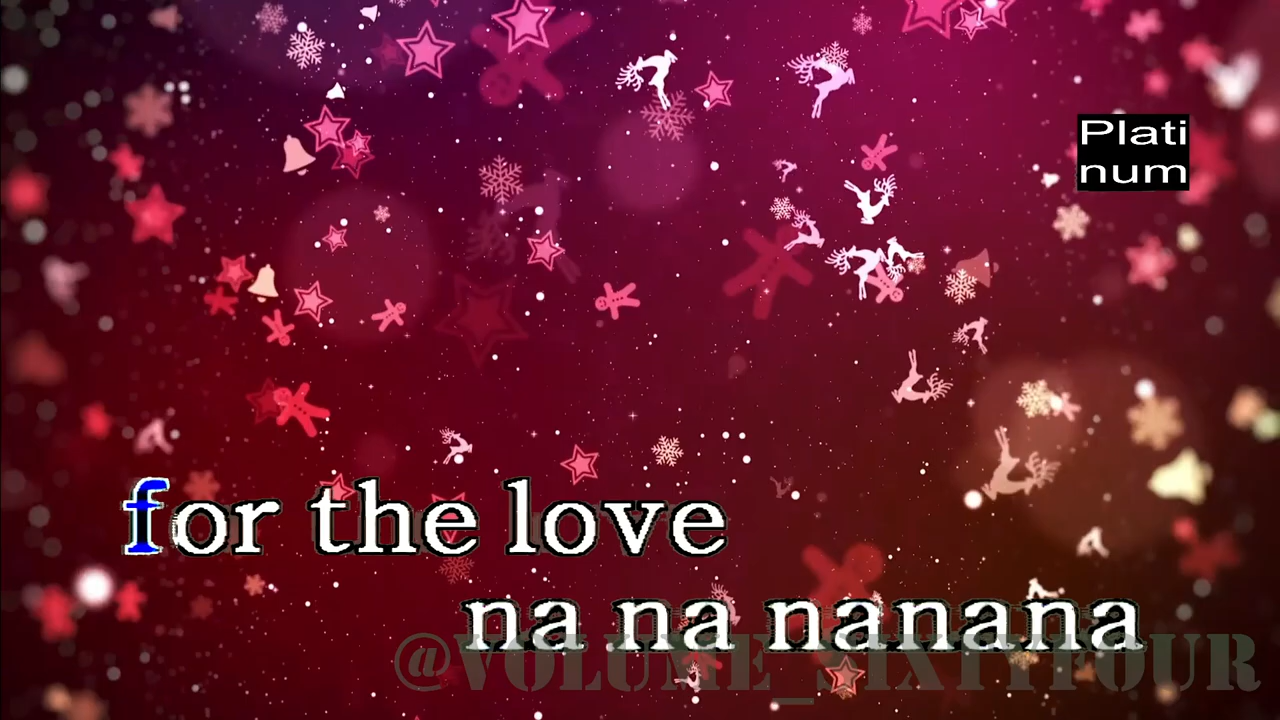 Plati
num
for the love
na na nanana
@VOLUME_SIXTYFOUR